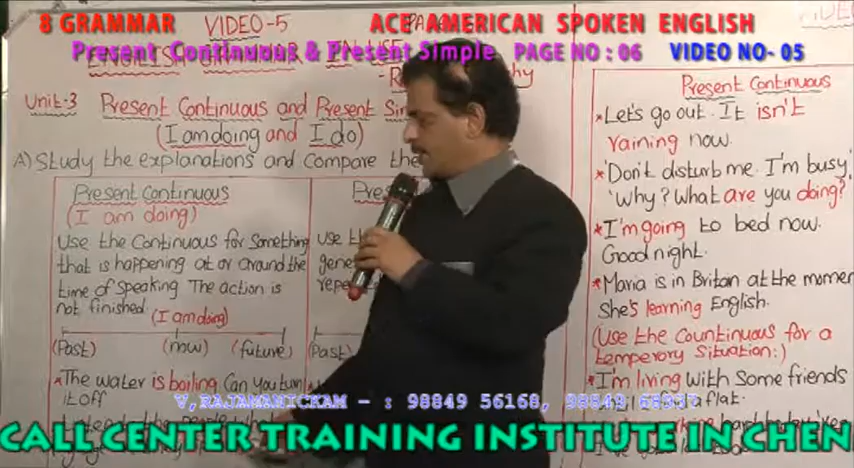 8 GRAMMAR VIDEO-5 ACE AMERICAN SPOKEN ENGLISH
Present Continuous & Present Simple PAGE NO : 06 VIDEO NO- 05
Unit-3 Present Continuous and Present
(I am doing and I do)
A) Study the explanations and compare the
Present Continuous
(I am doing)
Use the Continuous for Something
that is happening at or around the
time of Speaking The action is
not finished.
(I am doing)
(Past) (now) (future)
*The water is boiling Can you turn
it off
(Past)
Present Continuous
*Let's go out. It isn't
raining now.
*Don't disturb me. I'm busy.
'Why? What are you doing?
*I'm going to bed now.
Good night.
*Maria is in Britain at the momen
She's learning English.
(Use the Countinuous for a
temperory situation:)
*I'm living with Some friends
flat.
V.RAJAMANICKAM - : 98849 56168,
CALL CENTER TRAINING INSTITUTE IN CHEN